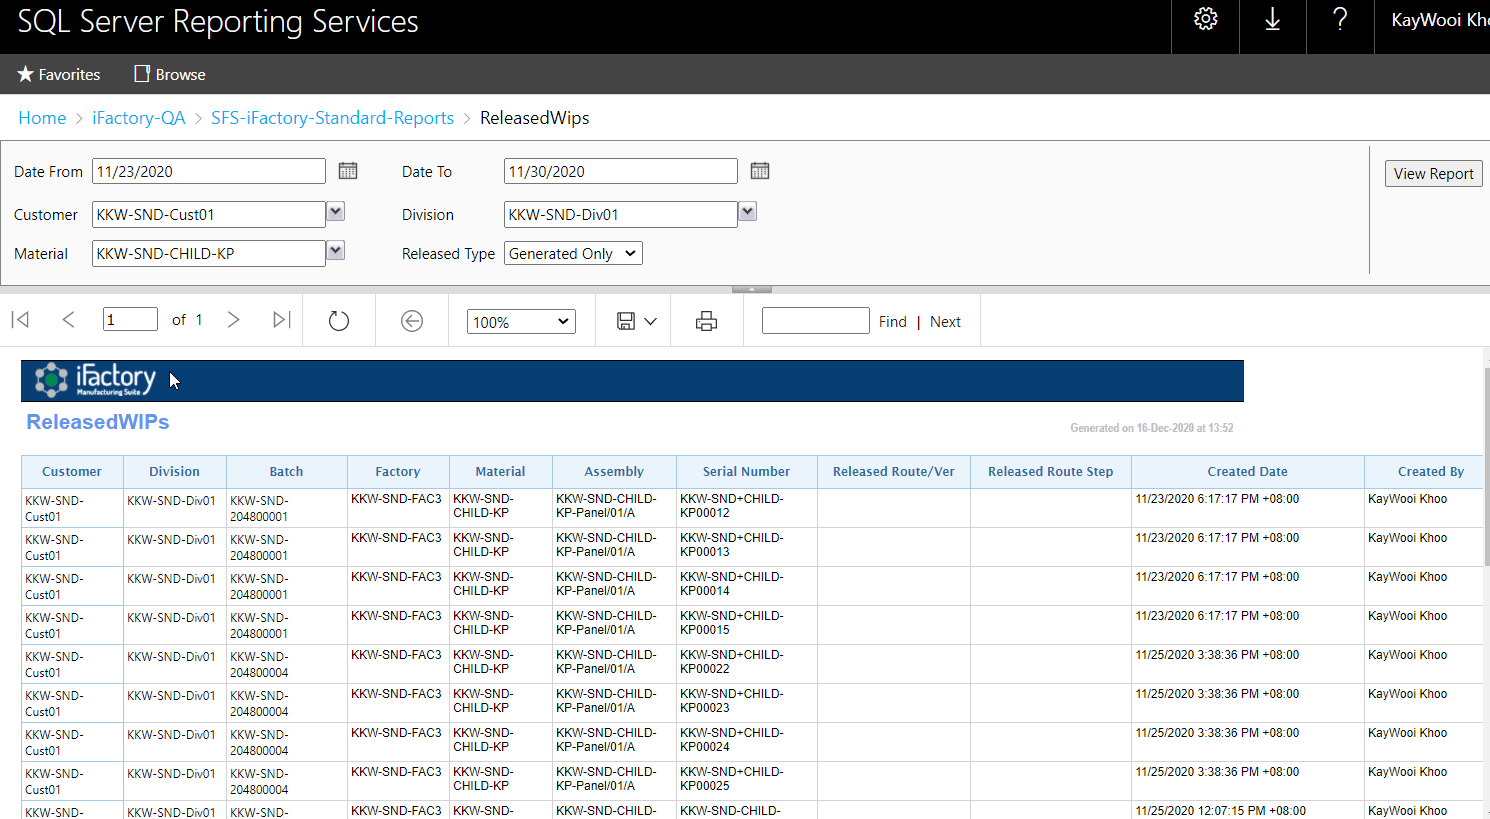 SQL Server Reporting Services
KayWooi Kh
Favorites Browse
Home > iFactory-QA > SFS-iFactory-Standard-Reports > ReleasedWips
Date From 11/23/2020 Date To 11/30/2020 View Report
Customer KKW-SND-Cust01 Division KKW-SND-Div01
Material KKW-SND-CHILD-KP Released Type Generated Only
1 of 1 100% Find | Next
iFactory
Manufacturing Suite
ReleasedWIPs
Generated on 16-Dec-2020 at 13:52
Customer Division Batch Factory Material Assembly Serial Number Released Route/Ver Released Route Step Created Date Created By
KKW-SND- KKW-SND-Div01 KKW-SND- KKW-SND-FAC3 KKW-SND- KKW-SND-CHILD- KKW-SND+CHILD- 11/23/2020 6:17:17 PM +08:00 KayWooi Khoo
Cust01 204800001 CHILD-KP KP-Panel/01/A KP00012
KKW-SND- KKW-SND-Div01 KKW-SND- KKW-SND-FAC3 KKW-SND- KKW-SND-CHILD- KKW-SND+CHILD- 11/23/2020 6:17:17 PM +08:00 KayWooi Khoo
Cust01 204800001 CHILD-KP KP-Panel/01/A KP00013
KKW-SND- KKW-SND-Div01 KKW-SND- KKW-SND-FAC3 KKW-SND- KKW-SND-CHILD- KKW-SND+CHILD- 11/23/2020 6:17:17 PM +08:00 KayWooi Khoo
Cust01 204800001 CHILD-KP KP-Panel/01/A KP00014
KKW-SND- KKW-SND-Div01 KKW-SND- KKW-SND-FAC3 KKW-SND- KKW-SND-CHILD- KKW-SND+CHILD- 11/23/2020 6:17:17 PM +08:00 KayWooi Khoo
Cust01 204800001 CHILD-KP KP-Panel/01/A KP00015
KKW-SND- KKW-SND-Div01 KKW-SND- KKW-SND-FAC3 KKW-SND- KKW-SND-CHILD- KKW-SND+CHILD- 11/25/2020 3:38:36 PM +08:00 KayWooi Khoo
Cust01 204800004 CHILD-KP KP-Panel/01/A KP00022
KKW-SND- KKW-SND-Div01 KKW-SND- KKW-SND-FAC3 KKW-SND- KKW-SND-CHILD- KKW-SND+CHILD- 11/25/2020 3:38:36 PM +08:00 KayWooi Khoo
Cust01 204800004 CHILD-KP KP-Panel/01/A KP00023
KKW-SND- KKW-SND-Div01 KKW-SND- KKW-SND-FAC3 KKW-SND- KKW-SND-CHILD- KKW-SND+CHILD- 11/25/2020 3:38:36 PM +08:00 KayWooi Khoo
Cust01 204800004 CHILD-KP KP-Panel/01/A KP00024
KKW-SND- KKW-SND-Div01 KKW-SND- KKW-SND-FAC3 KKW-SND- KKW-SND-CHILD- KKW-SND+CHILD- 11/25/2020 3:38:36 PM +08:00 KayWooi Khoo
Cust01 204800004 CHILD-KP KP-Panel/01/A KP00025
KKW-SND- KKW-SND-Div01 KKW-SND- KKW-SND-FAC3 KKW-SND- KKW-SND-CHILD- KKW-SND-CHILD- 11/25/2020 12:07:15 PM +08:00 KayWooi Khoo